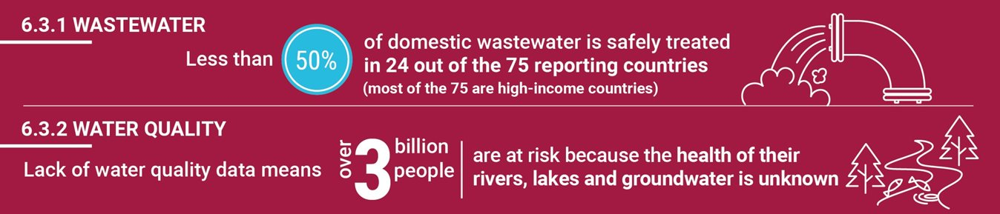 6.3.1 WASTEWATER
Less than 50% of domestic wastewater is safely treated
in 24 out of the 75 reporting countries
(most of the 75 are high-income countries)
6.3.2 WATER QUALITY
Lack of water quality data means
over 3 billion
people
are at risk because the health of their
rivers, lakes and groundwater is unknown